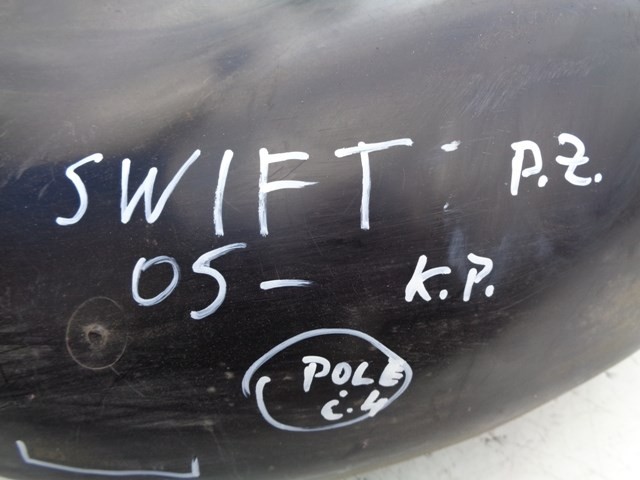 SWIFT P.Z.
05- K.P.
POLE
č.4